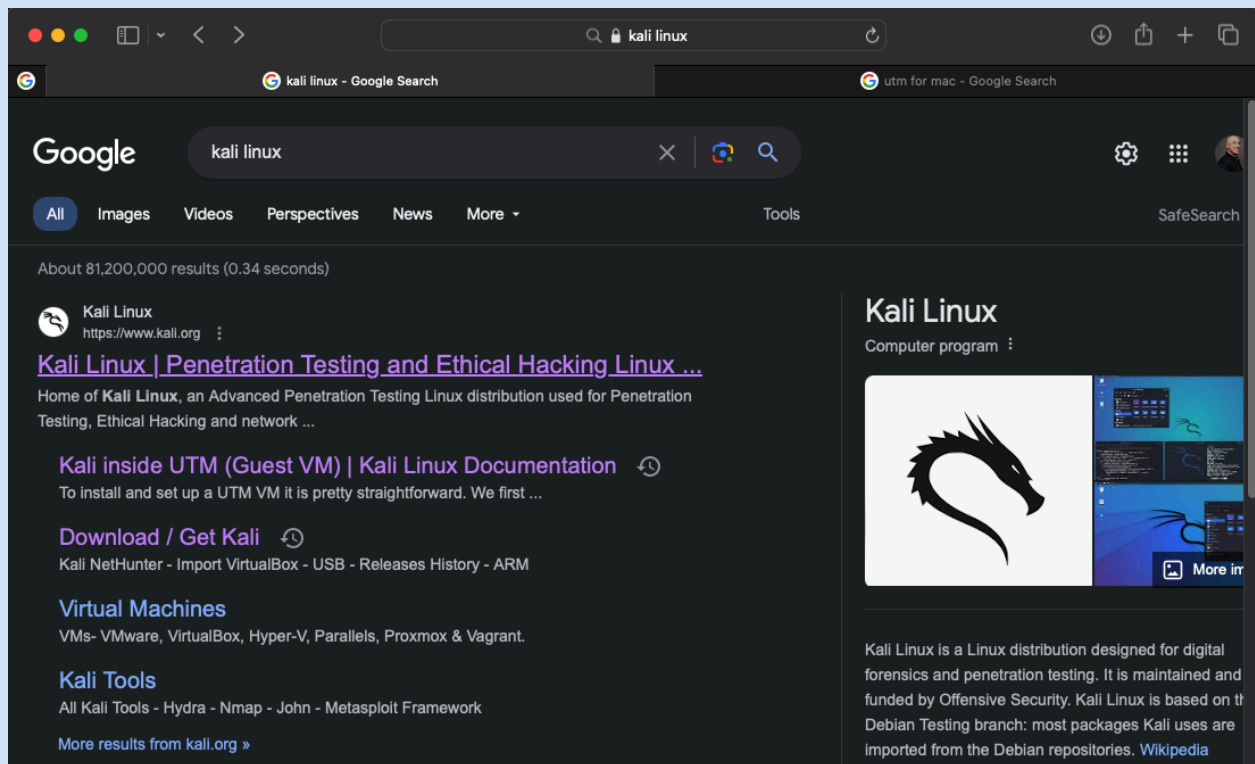 kali linux
kali linux - Google Search
utm for mac - Google Search
Google
kali linux
All
Images
Videos
Perspectives
News
More
Tools
SafeSearch
About 81,200,000 results (0.34 seconds)
Kali Linux
https://www.kali.org
Kali Linux | Penetration Testing and Ethical Hacking Linux ...
Home of Kali Linux, an Advanced Penetration Testing Linux distribution used for Penetration
Testing, Ethical Hacking and network ...
Kali inside UTM (Guest VM) | Kali Linux Documentation
To install and set up a UTM VM it is pretty straightforward. We first ...
Download / Get Kali
Kali NetHunter - Import VirtualBox - USB - Releases History - ARM
Virtual Machines
VMs- VMware, VirtualBox, Hyper-V, Parallels, Proxmox & Vagrant.
Kali Tools
All Kali Tools - Hydra - Nmap - John - Metasploit Framework
More results from kali.org »
Kali Linux
Computer program
More im
Kali Linux is a Linux distribution designed for digital
forensics and penetration testing. It is maintained and
funded by Offensive Security. Kali Linux is based on th
Debian Testing branch: most packages Kali uses are
imported from the Debian repositories. Wikipedia